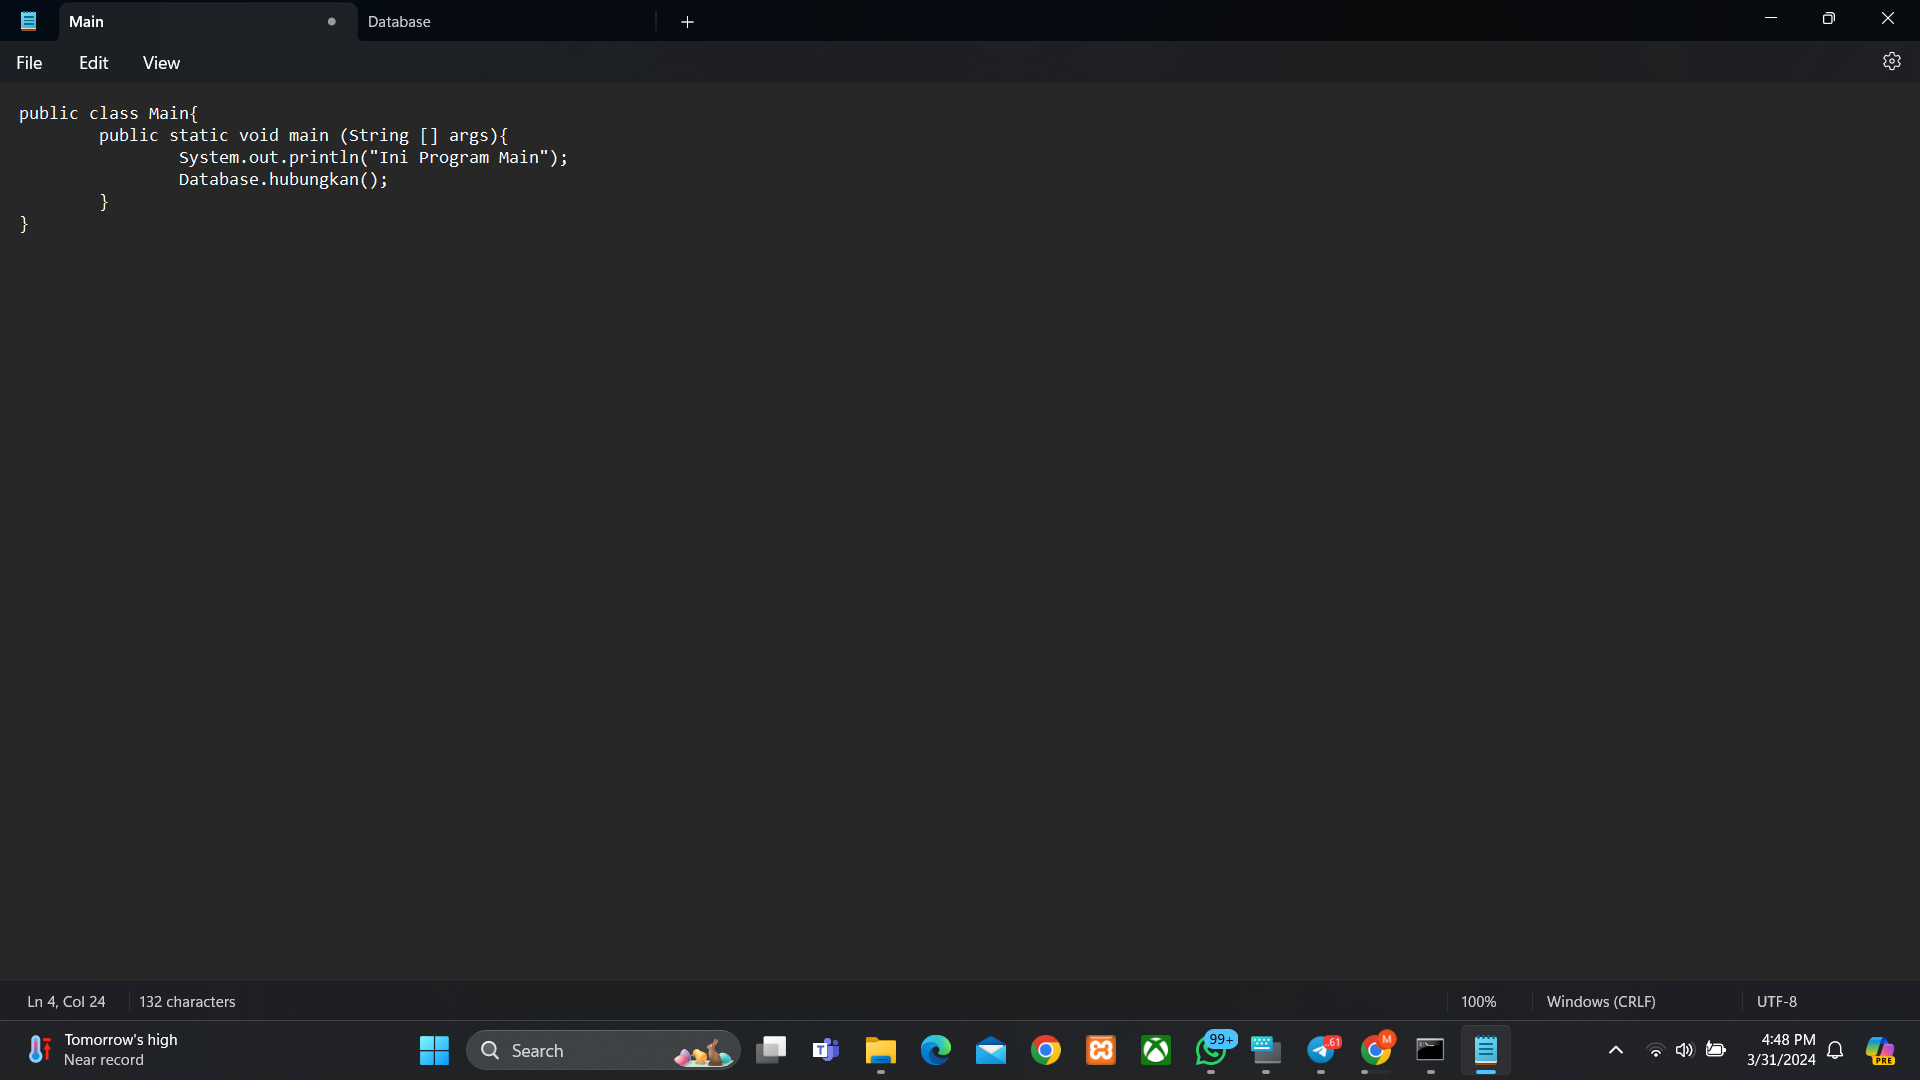 Main
Database
File Edit View
public class Main{
        public static void main (String [] args){
                System.out.println("Ini Program Main");
                Database.hubungkan();
        }
}
Ln 4, Col 24 132 characters 100% Windows (CRLF) UTF-8
Tomorrow's high
Near record
Search
T
99+
61
M
4:48 PM
3/31/2024
PRE